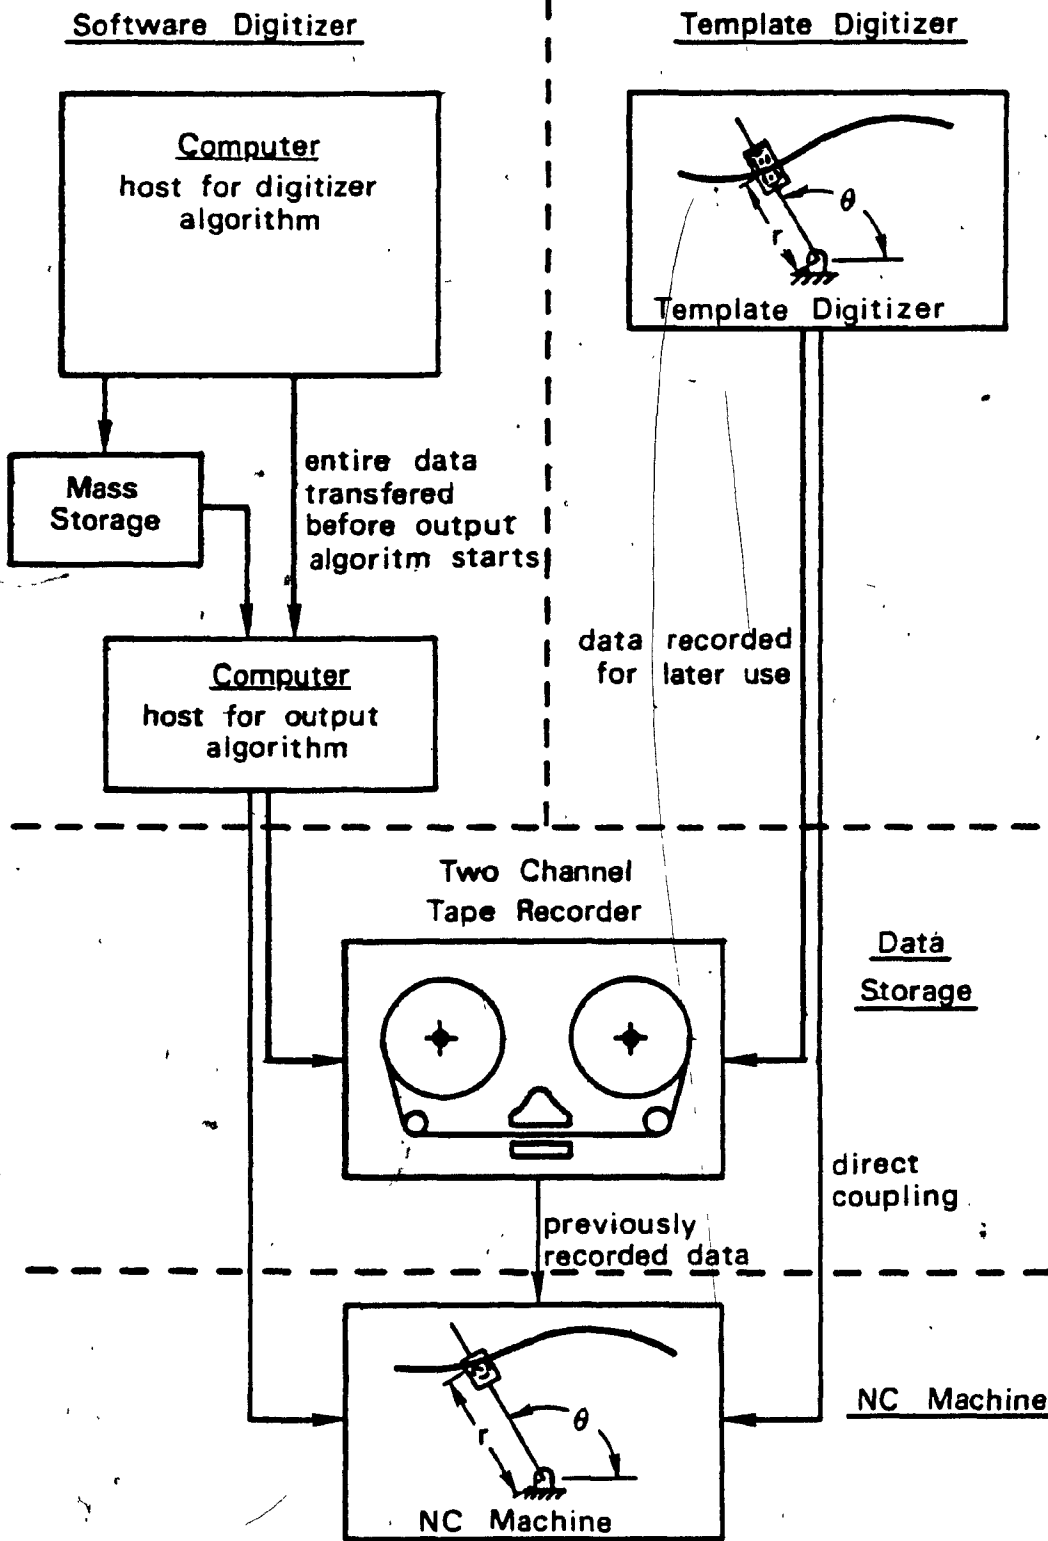 Software Digitizer
Template Digitizer
Computer
host for digitizer
algorithm
θ
r
Template Digitizer
Mass
Storage
entire data
transfered
before output
algoritm starts
data recorded
for later use
Computer
host for output
algorithm
Two Channel
Tape Recorder
Data
Storage
direct
coupling
previously
recorded data
θ
r
NC Machine
NC Machine